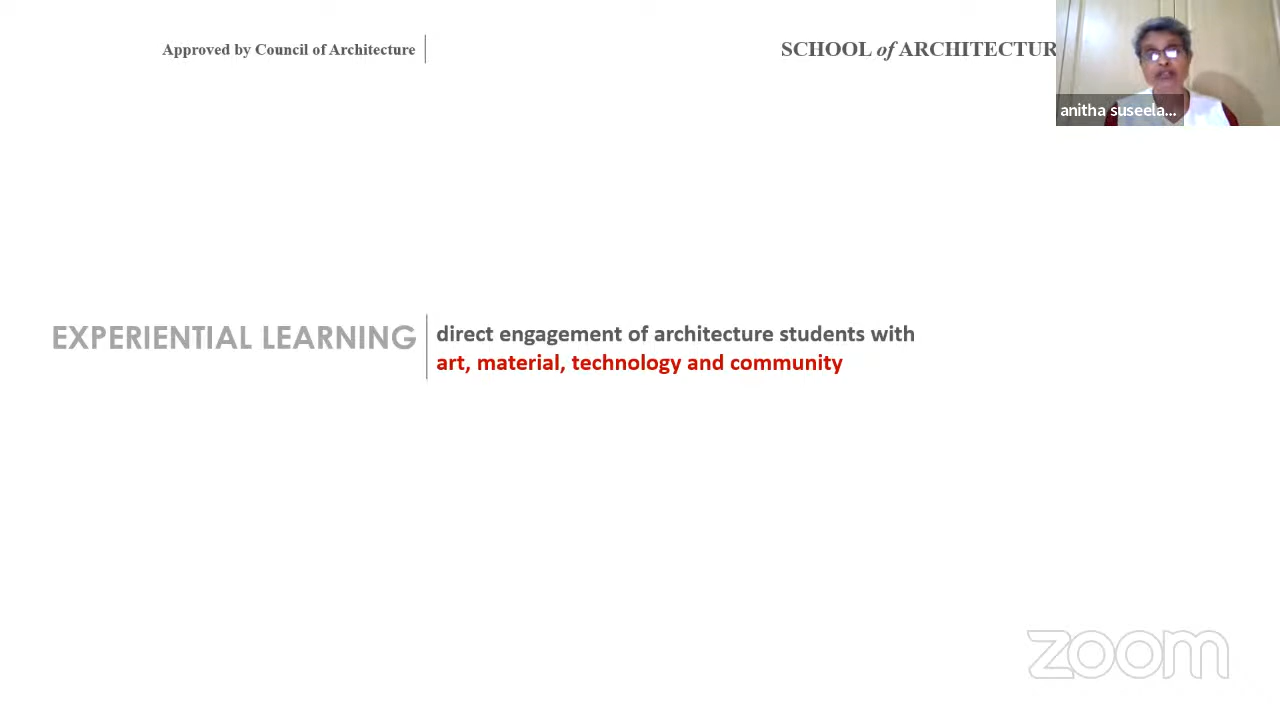 Approved by Council of Architecture
SCHOOL of ARCHITECTUR
anitha suseela...
EXPERIENTIAL LEARNING
direct engagement of architecture students with
art, material, technology and community
zoom